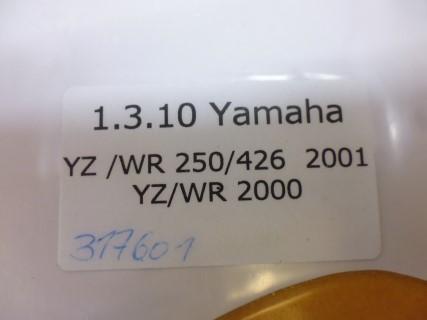 1.3.10 Yamaha
YZ /WR 250/426 2001
YZ/WR 2000
317601